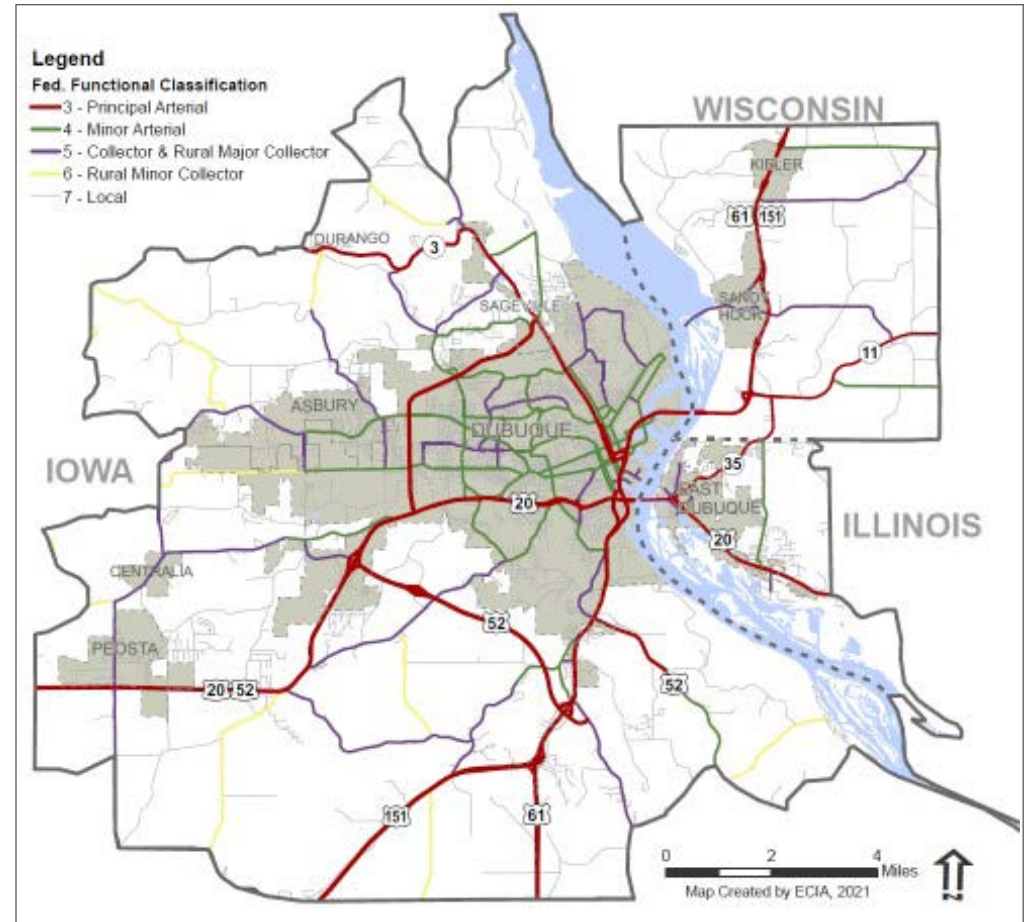 Legend
Fed. Functional Classification
3 - Principal Arterial
4 - Minor Arterial
5 - Collector & Rural Major Collector
6 - Rural Minor Collector
7 - Local
WISCONSIN
KIELER
61 151
DURANGO
3
SANDY
HOOK
SAGEVILLE
11
ASBURY
DUBUQUE
IOWA
35
EAST
DUBUQUE
20
ILLINOIS
20
CENTRALIA
52
PEOSTA
52
20 52
151
61
0 2 4
Miles
Map Created by ECIA, 2021
N